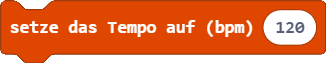 setze das Tempo auf (bpm) 120